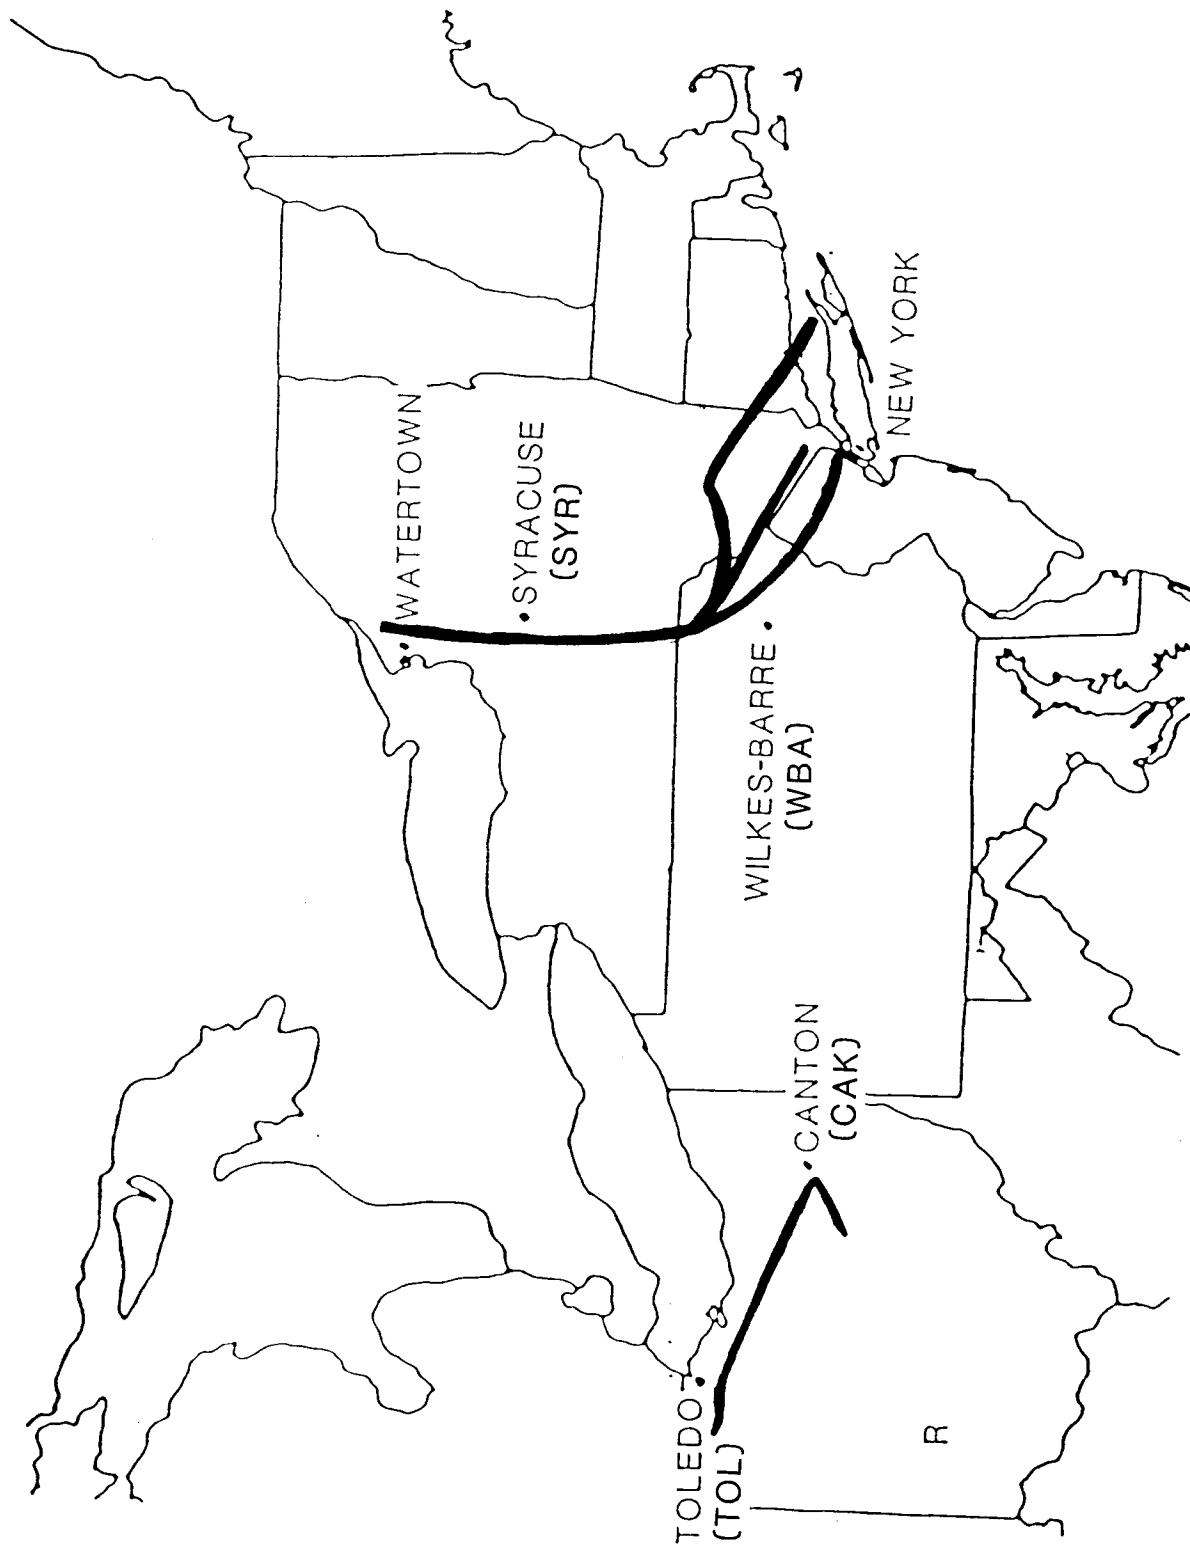 WATERTOWN
SYRACUSE
(SYR)
NEW YORK
WILKES-BARRE
(WBA)
CANTON
(CAK)
TOLEDO
(TOL)
R